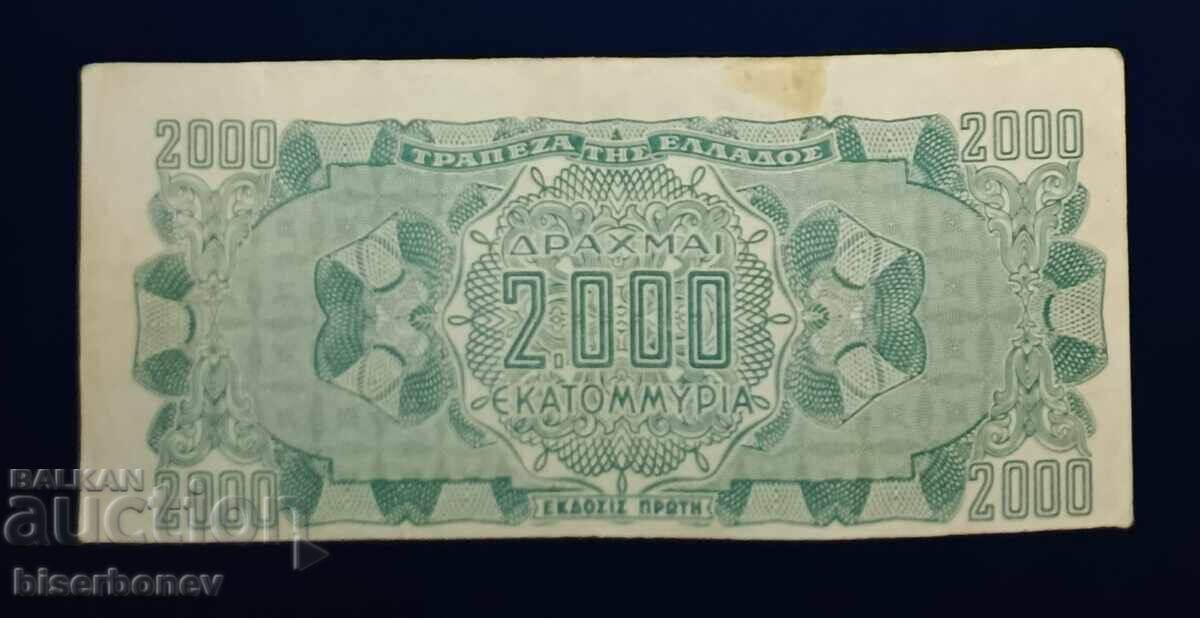 2000 2000
ΤΡΑΠΕΖΑ ΤΗΣ ΕΛΛΑΔΟΣ
ΔΡΑΧΜΑΙ
2.000
ΕΚΑΤΟΜΜΥΡΙΑ
2000 2000
ΕΚΔΟΣΙΣ ΠΡΩΤΗ
BALKAN
auction
biserbonev